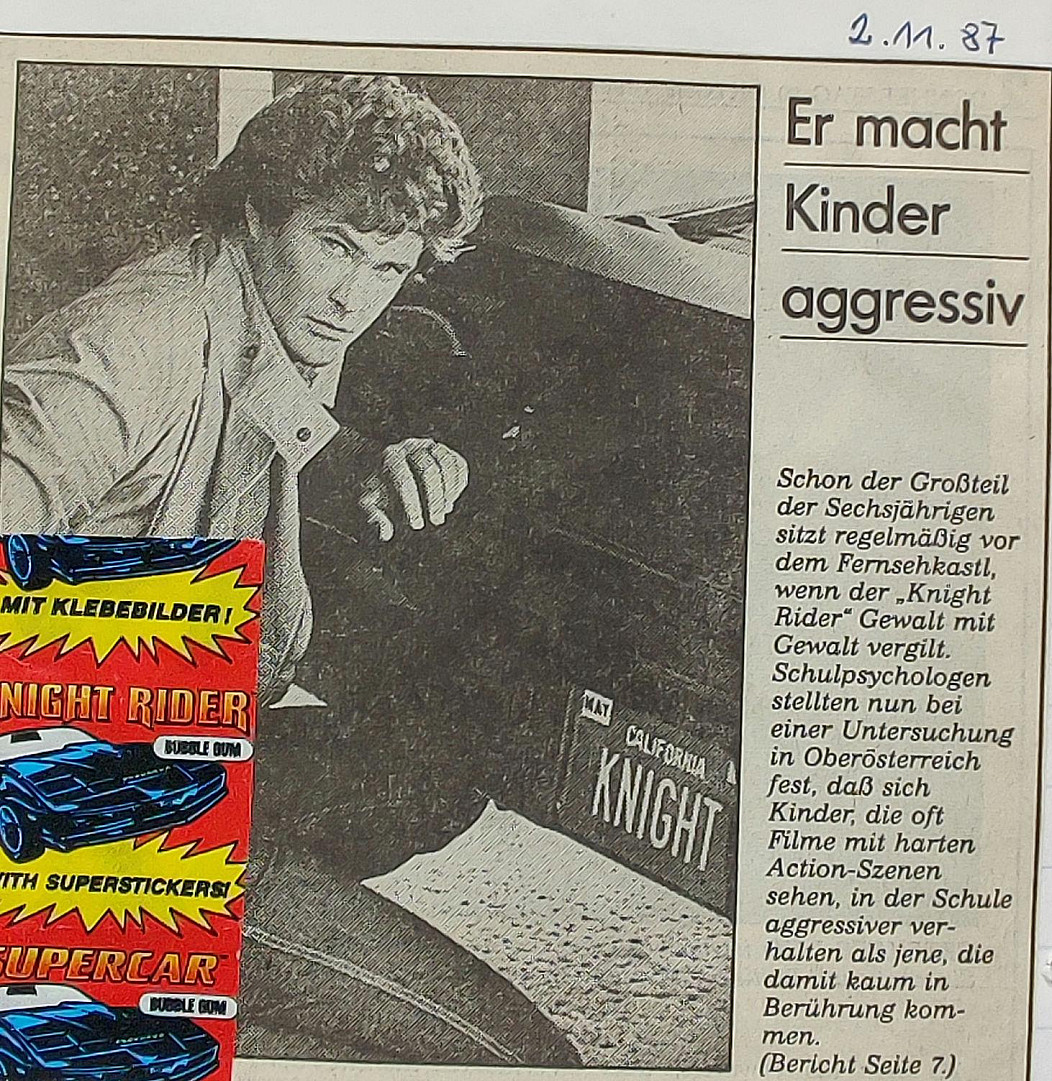 2.11.87
Er macht
Kinder
aggressiv
Schon der Großteil
der Sechsjährigen
sitzt regelmäßig vor
dem Fernsehkastl,
wenn der „Knight
Rider“ Gewalt mit
Gewalt vergilt.
Schulpsychologen
stellten nun bei
einer Untersuchung
in Oberösterreich
fest, daß sich
Kinder, die oft
Filme mit harten
Action-Szenen
sehen, in der Schule
aggressiver ver-
halten als jene, die
damit kaum in
Berührung kom-
men.
(Bericht Seite 7.)
MAY
CALIFORNIA
KNIGHT
MIT KLEBEBILDER!
NIGHT RIDER
BUBBLE GUM
ITH SUPERSTICKERS!
SUPERCAR
BUBBLE GUM